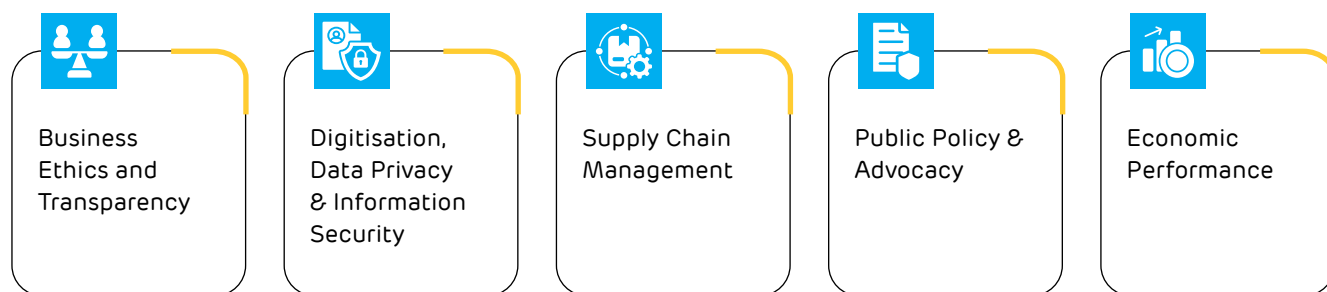 Business
Ethics and
Transparency
Digitisation,
Data Privacy
& Information
Security
Supply Chain
Management
Public Policy &
Advocacy
Economic
Performance